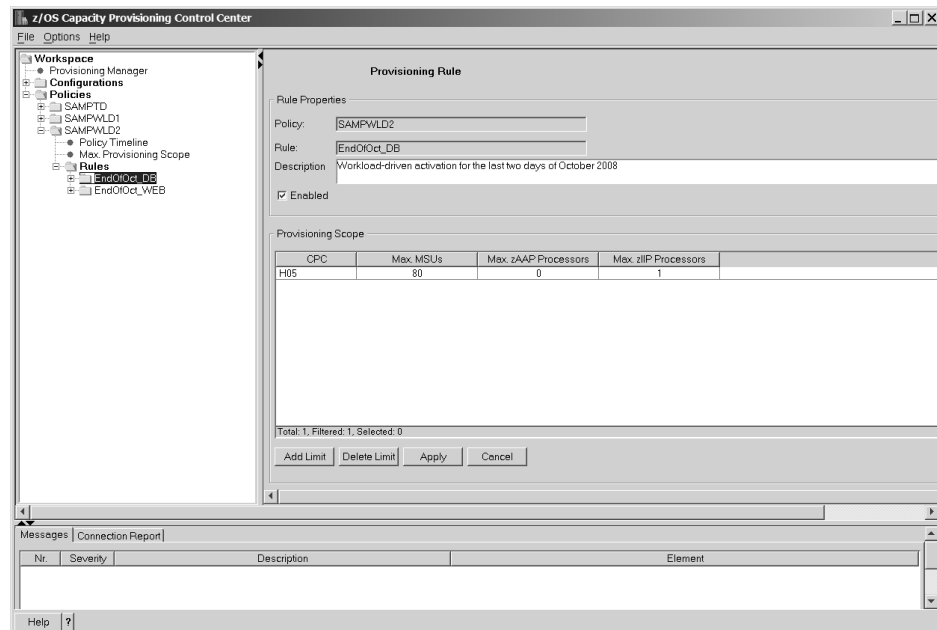 z/OS Capacity Provisioning Control Center
File Options Help
Workspace
Provisioning Manager
Configurations
Policies
SAMPTD
SAMPWLD1
SAMPWLD2
Policy Timeline
Max. Provisioning Scope
Rules
EndOfOct_DB
EndOfOct_WEB
Provisioning Rule
Rule Properties
Policy: SAMPWLD2
Rule: EndOfOct_DB
Description Workload-driven activation for the last two days of October 2008
Enabled
Provisioning Scope
CPC Max. MSUs Max. zAAP Processors Max. zIIP Processors
H05 80 0 1
Total: 1, Filtered: 1, Selected: 0
Add Limit Delete Limit Apply Cancel
Messages Connection Report
Nr. Severity Description Element
Help ?